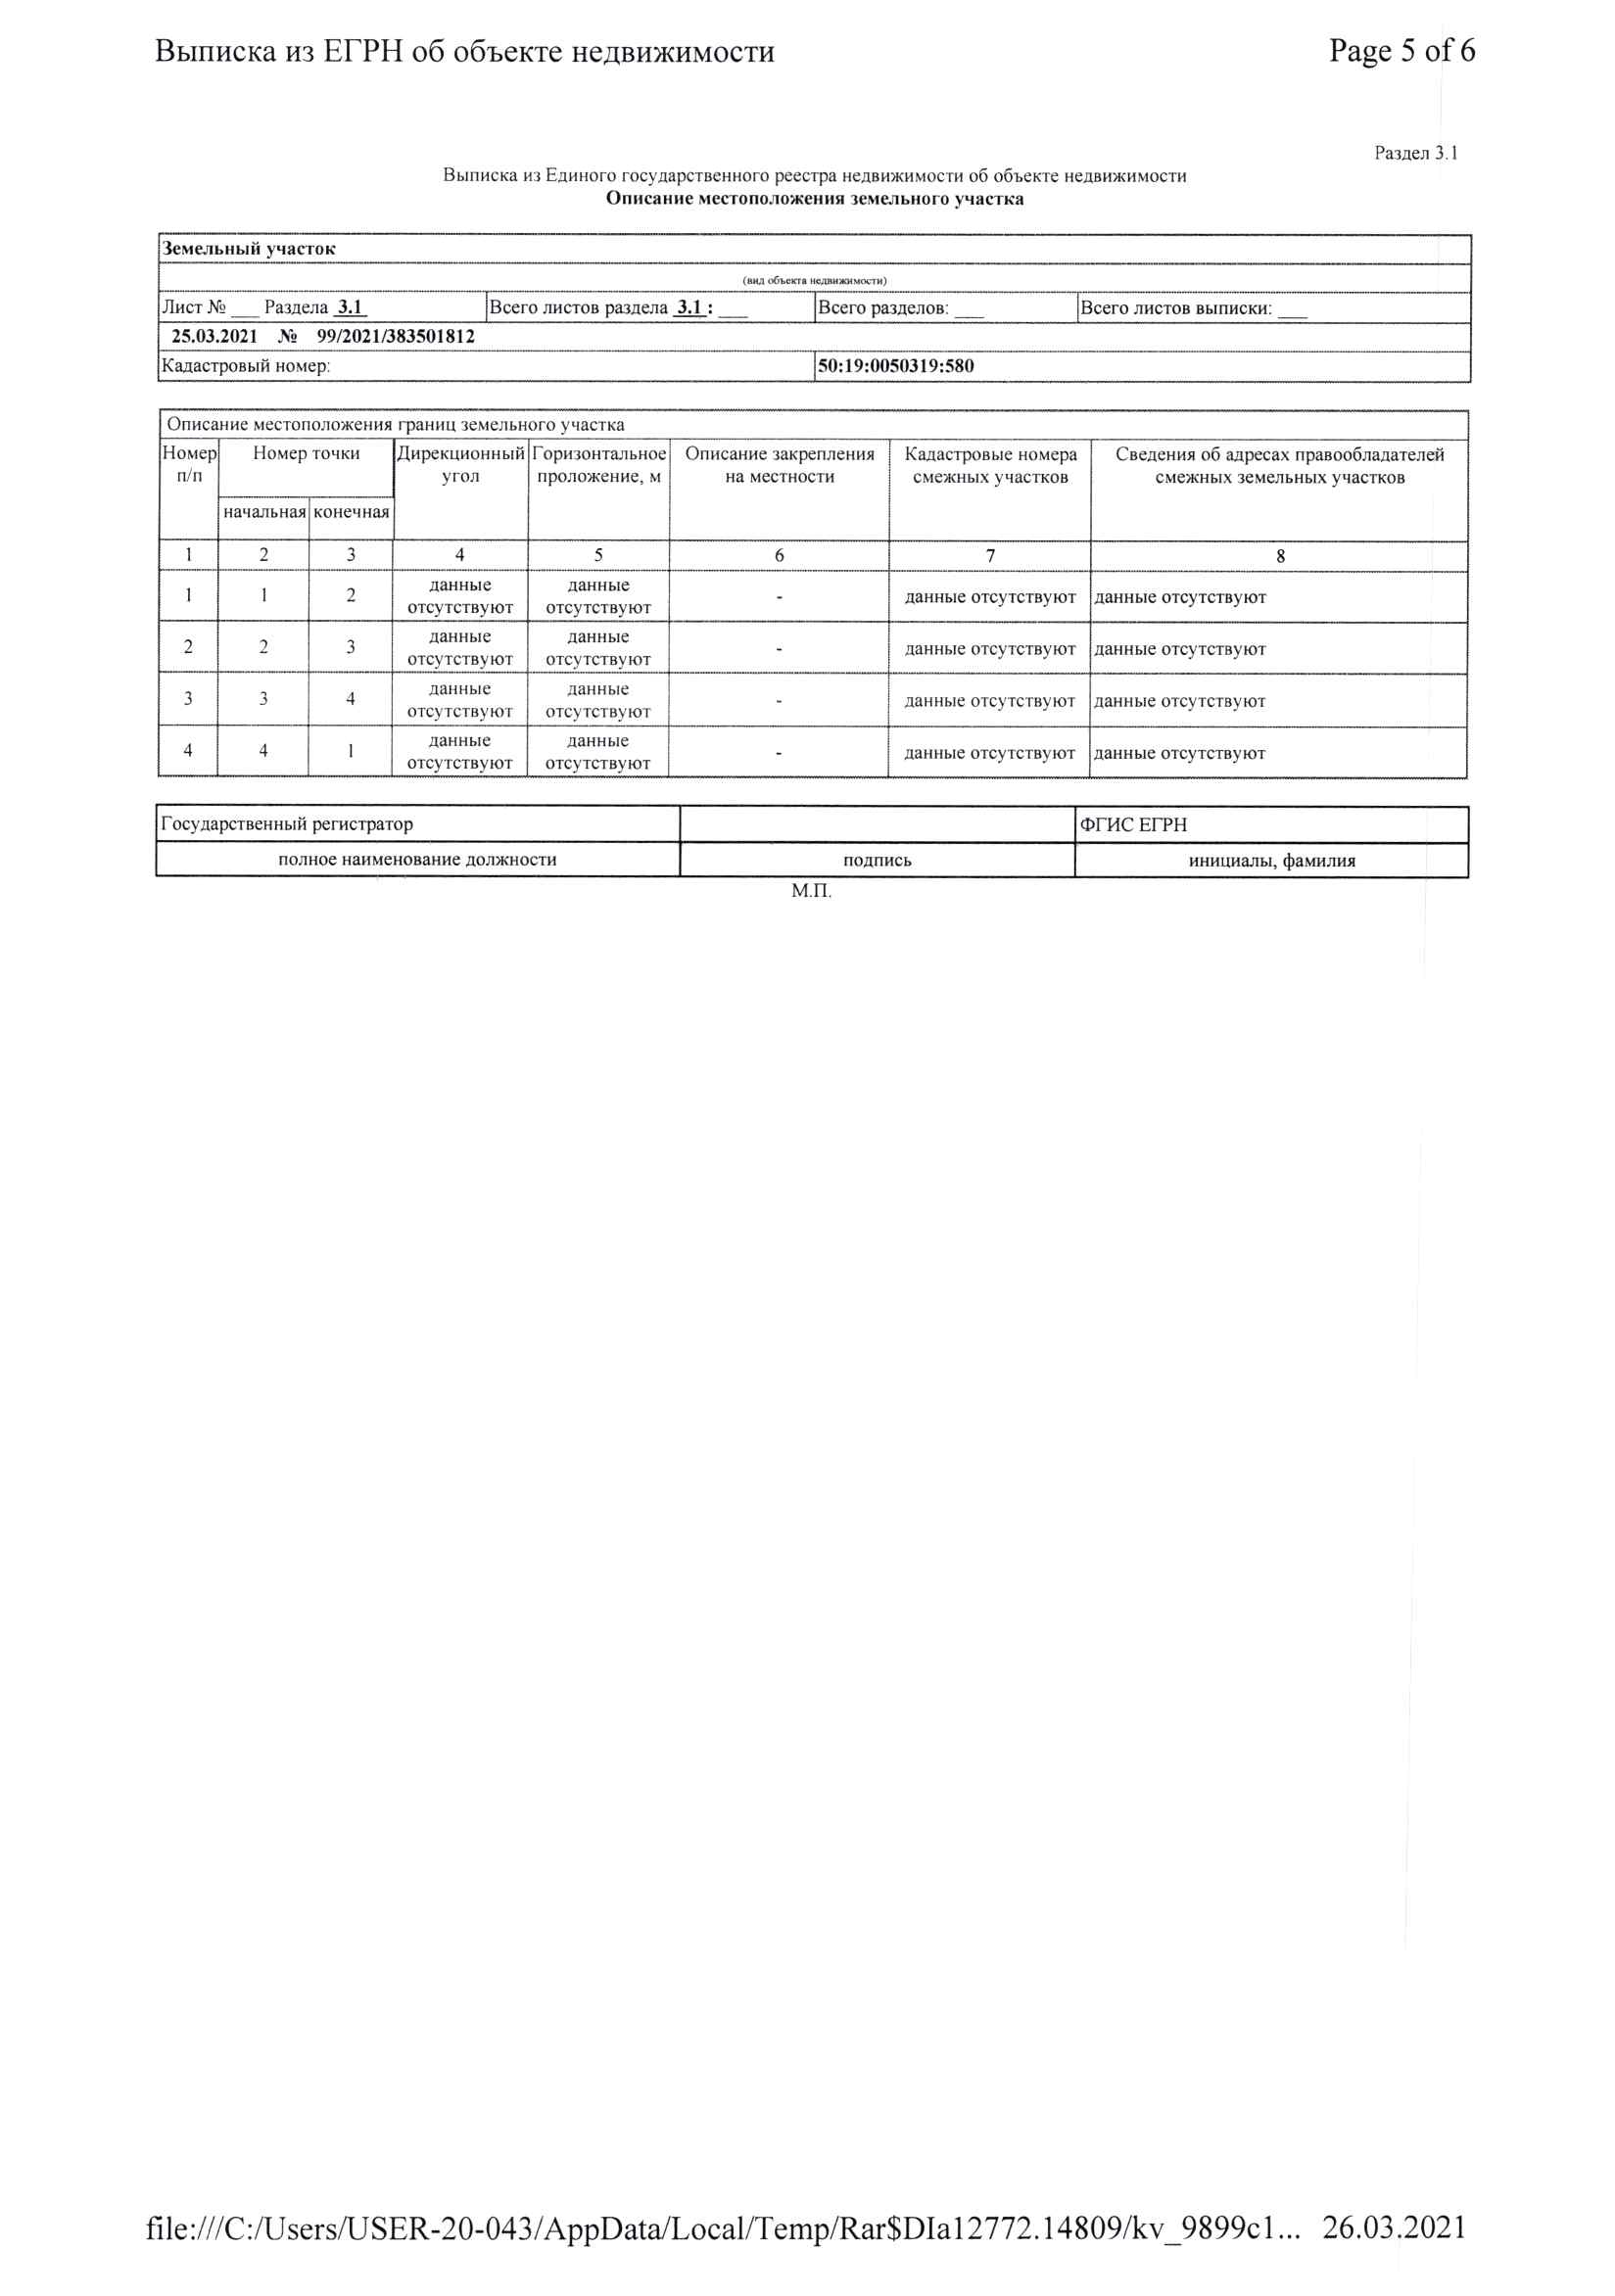 Выписка из ЕГРН об объекте недвижимости Page 5 of 6
Раздел 3.1
Выписка из Единого государственного реестра недвижимости об объекте недвижимости
Описание местоположения земельного участка
Земельный участок
(вид объекта недвижимости)
Лист № ___ Раздела 3.1 Всего листов раздела 3.1 : ___ Всего разделов: ___ Всего листов выписки: ___
25.03.2021 № 99/2021/383501812
Кадастровый номер: 50:19:0050319:580
Описание местоположения границ земельного участка
Номер п/п Номер точки Дирекционный угол Горизонтальное проложение, м Описание закрепления на местности Кадастровые номера смежных участков Сведения об адресах правообладателей смежных земельных участков
начальная конечная
1 2 3 4 5 6 7 8
1 1 2 данные отсутствуют данные отсутствуют - данные отсутствуют данные отсутствуют
2 2 3 данные отсутствуют данные отсутствуют - данные отсутствуют данные отсутствуют
3 3 4 данные отсутствуют данные отсутствуют - данные отсутствуют данные отсутствуют
4 4 1 данные отсутствуют данные отсутствуют - данные отсутствуют данные отсутствуют
Государственный регистратор ФГИС ЕГРН
полное наименование должности подпись инициалы, фамилия
М.П.
file:///C:/Users/USER-20-043/AppData/Local/Temp/Rar$DIa12772.14809/kv_9899c1... 26.03.2021